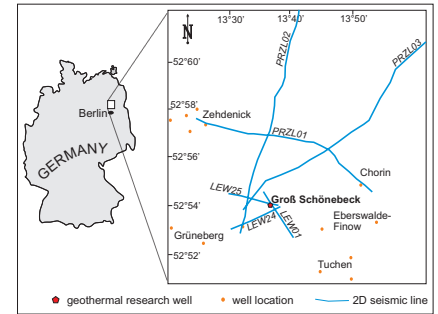 13°30' 13°40' 13°50'
N
PRZL02
PRZL03
52°60'
52°58'
Zehdenick
Berlin
PRZL01
GERMANY
52°56'
Chorin
LEW25
Groß Schönebeck
52°54'
LEW24
LEW01
Eberswalde-
Finow
Grüneberg
52°52'
Tuchen
geothermal research well well location 2D seismic line